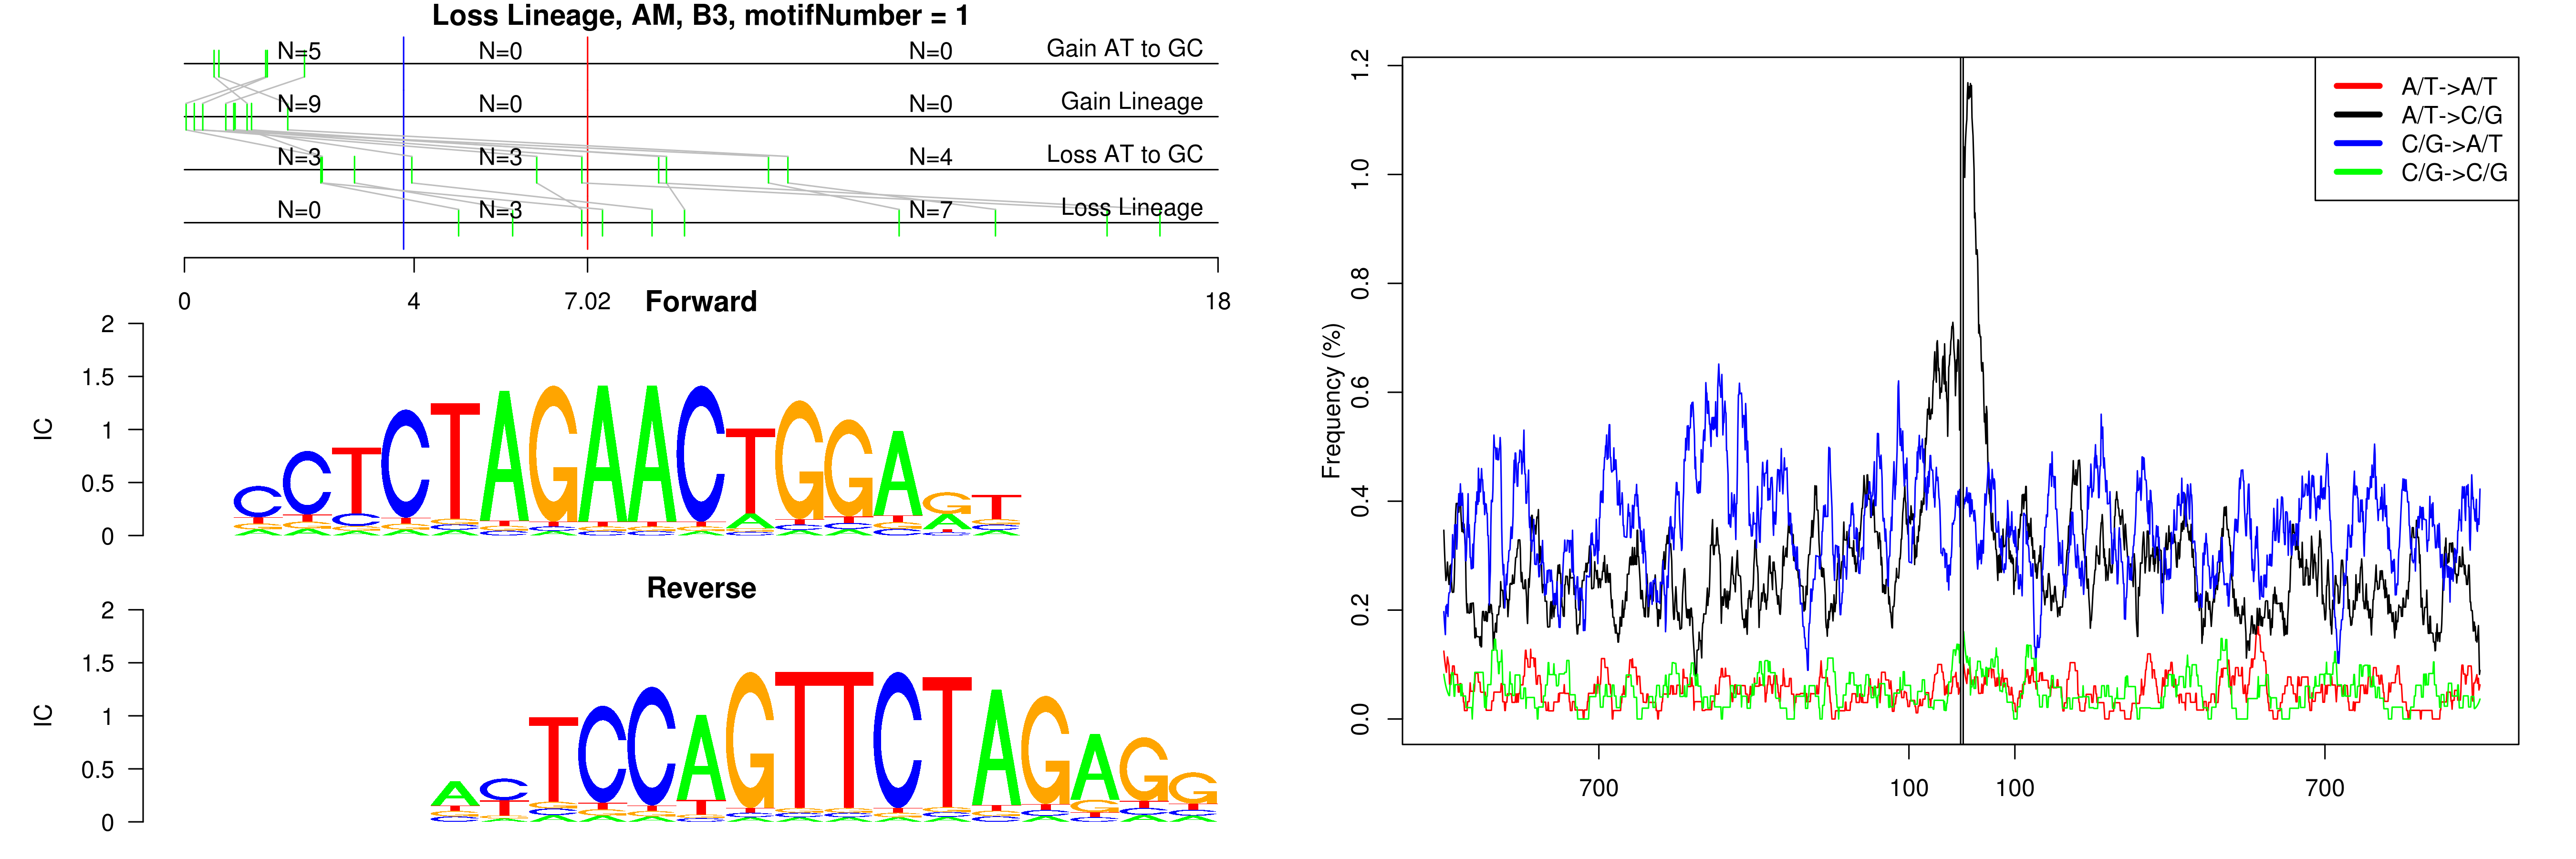 Loss Lineage, AM, B3, motifNumber = 1
N=5 N=0 N=0 Gain AT to GC
N=9 N=0 N=0 Gain Lineage
N=3 N=3 N=4 Loss AT to GC
N=0 N=3 N=7 Loss Lineage
0 4 7.02 18
Forward
2
1.5
1
0.5
0
IC
CCTCTAGAACTGGAGT
Reverse
2
1.5
1
0.5
0
IC
ACTCCAGTTCTAGAGG
1.2
1.0
0.8
0.6
0.4
0.2
0.0
Frequency (%)
A/T->A/T
A/T->C/G
C/G->A/T
C/G->C/G
700 100 100 700